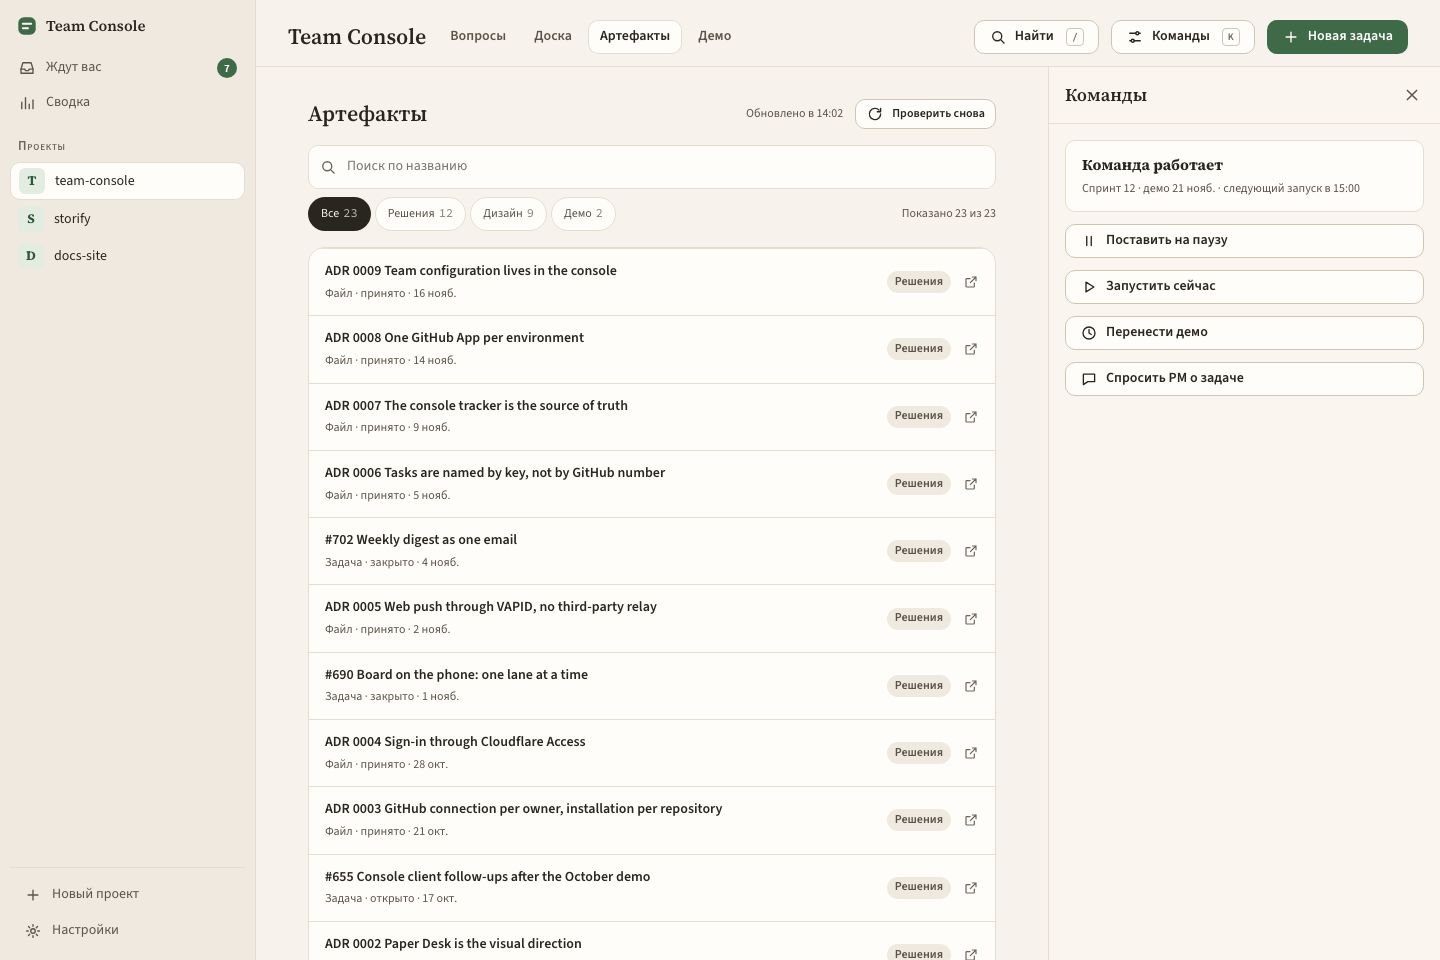 Team Console
Ждут вас 7
Сводка
Проекты
T team-console
S storify
D docs-site
Новый проект
Настройки
Team Console
Вопросы
Доска
Артефакты
Демо
Найти /
Команды K
Новая задача
Артефакты
Обновлено в 14:02
Проверить снова
Поиск по названию
Все 23
Решения 12
Дизайн 9
Демо 2
Показано 23 из 23
ADR 0009 Team configuration lives in the console
Файл · принято · 16 нояб.
Решения
ADR 0008 One GitHub App per environment
Файл · принято · 14 нояб.
Решения
ADR 0007 The console tracker is the source of truth
Файл · принято · 9 нояб.
Решения
ADR 0006 Tasks are named by key, not by GitHub number
Файл · принято · 5 нояб.
Решения
#702 Weekly digest as one email
Задача · закрыто · 4 нояб.
Решения
ADR 0005 Web push through VAPID, no third-party relay
Файл · принято · 2 нояб.
Решения
#690 Board on the phone: one lane at a time
Задача · закрыто · 1 нояб.
Решения
ADR 0004 Sign-in through Cloudflare Access
Файл · принято · 28 окт.
Решения
ADR 0003 GitHub connection per owner, installation per repository
Файл · принято · 21 окт.
Решения
#655 Console client follow-ups after the October demo
Задача · открыто · 17 окт.
Решения
ADR 0002 Paper Desk is the visual direction
Решения
Команды
Команда работает
Спринт 12 · демо 21 нояб. · следующий запуск в 15:00
Поставить на паузу
Запустить сейчас
Перенести демо
Спросить PM о задаче